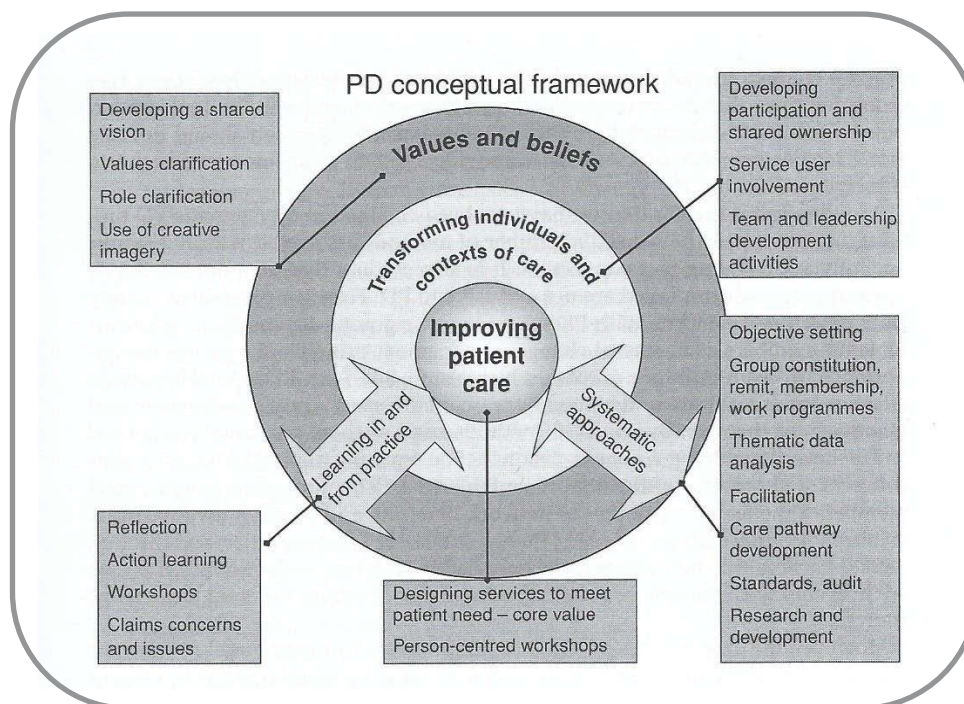 PD conceptual framework
Developing a shared
vision
Values clarification
Role clarification
Use of creative
imagery
Values and beliefs
Developing
participation and
shared ownership
Service user
involvement
Team and leadership
development
activities
Transforming individuals and
contexts of care
Improving
patient
care
Learning in and
from practice
Systematic
approaches
Objective setting
Group constitution,
remit, membership,
work programmes
Thematic data
analysis
Facilitation
Care pathway
development
Standards, audit
Research and
development
Reflection
Action learning
Workshops
Claims concerns
and issues
Designing services to meet
patient need – core value
Person-centred workshops